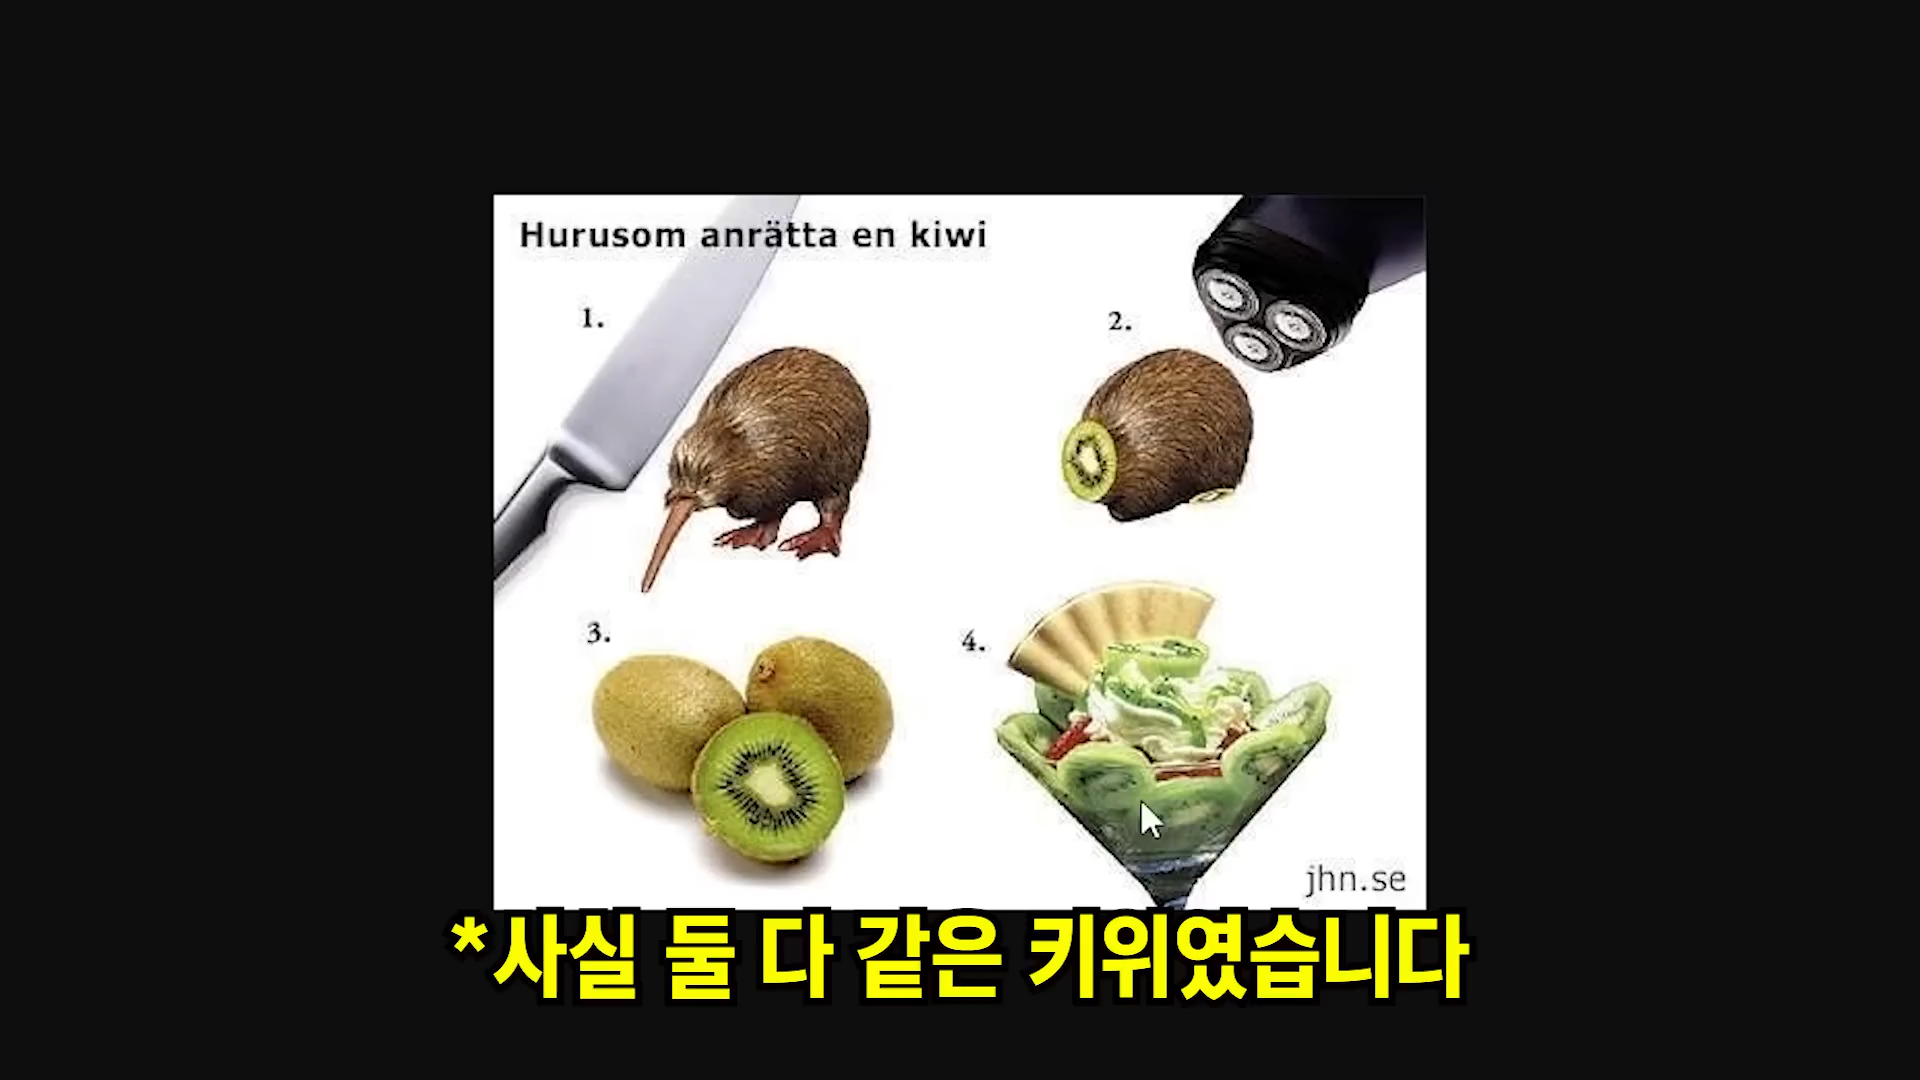 Hurusom anrätta en kiwi
1.
2.
3.
4.
jhn.se
*사실 둘 다 같은 키위였습니다